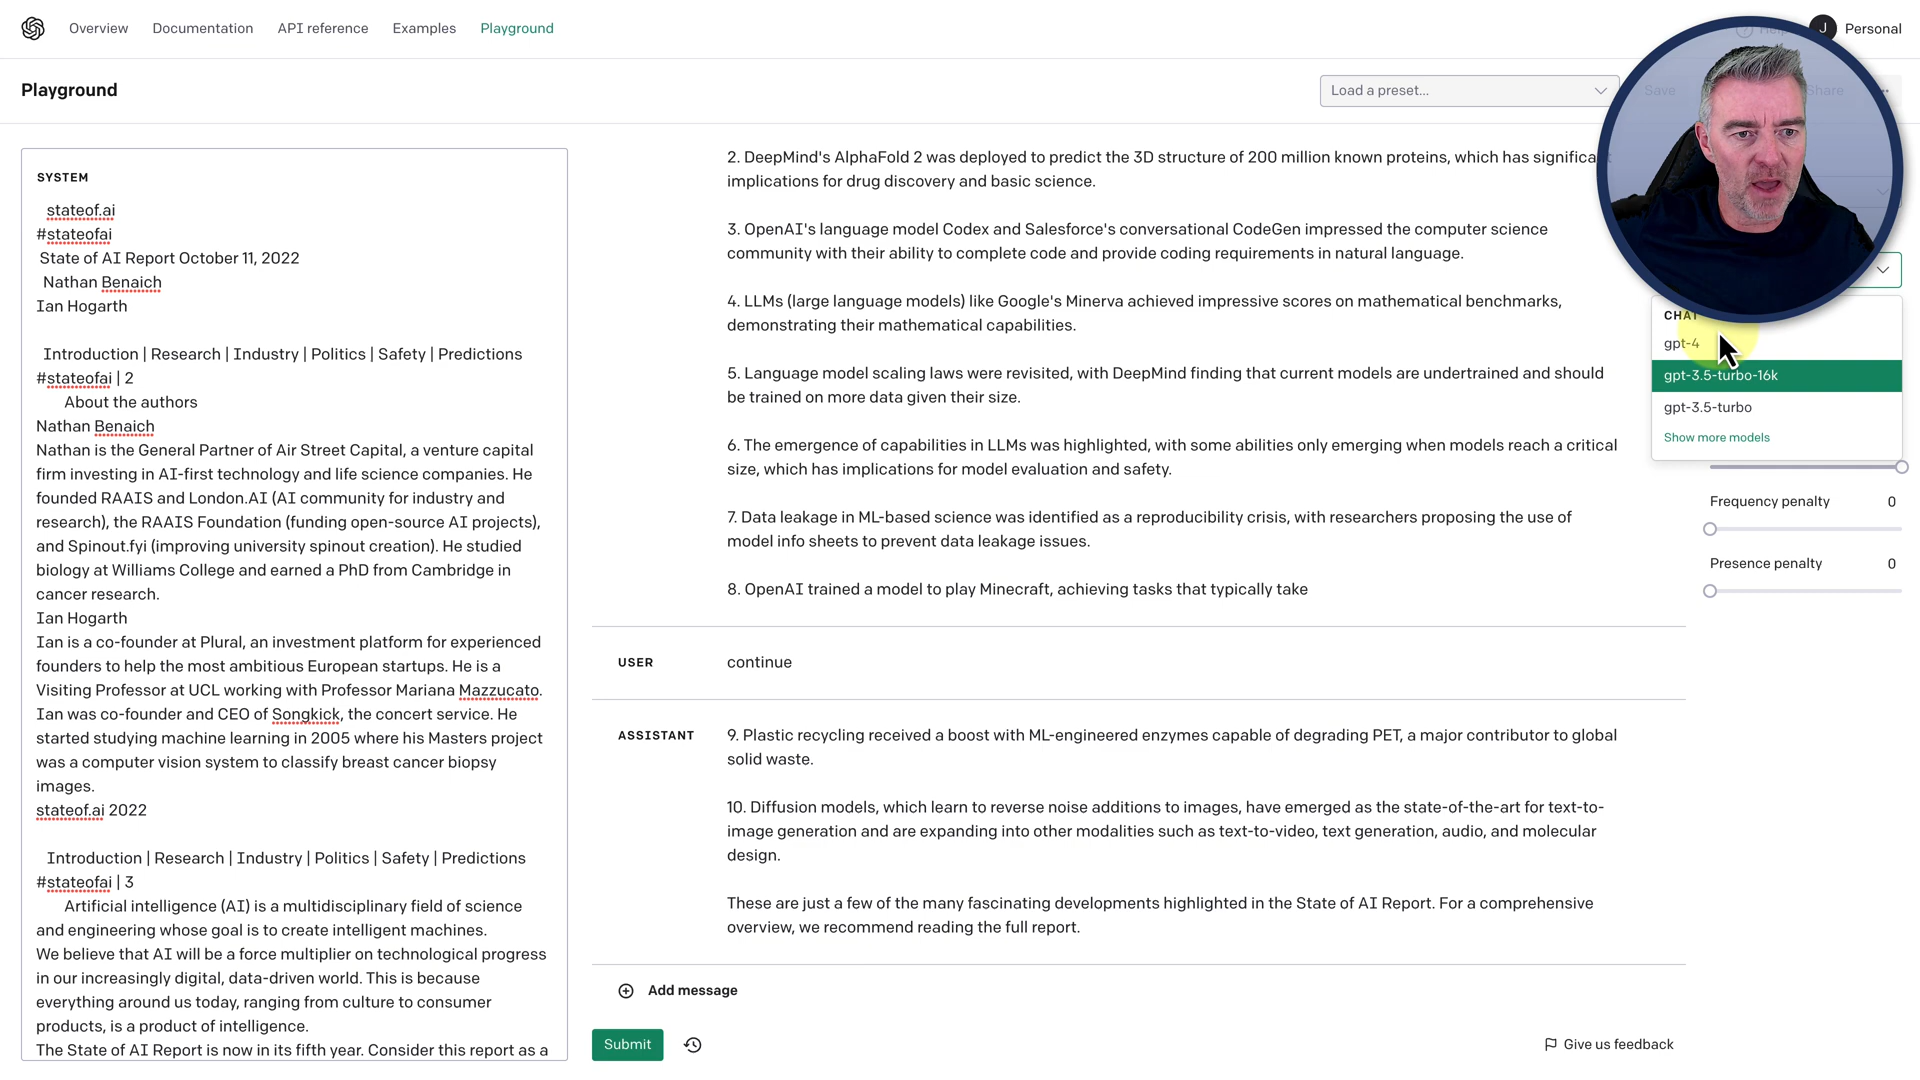 Overview
Documentation
API reference
Examples
Playground
J
Personal
Playground
Load a preset...
Save
Share
SYSTEM
stateof.ai
#stateofai
State of AI Report October 11, 2022
Nathan Benaich
Ian Hogarth
Introduction | Research | Industry | Politics | Safety | Predictions
#stateofai | 2
About the authors
Nathan Benaich
Nathan is the General Partner of Air Street Capital, a venture capital
firm investing in AI-first technology and life science companies. He
founded RAAIS and London.AI (AI community for industry and
research), the RAAIS Foundation (funding open-source AI projects),
and Spinout.fyi (improving university spinout creation). He studied
biology at Williams College and earned a PhD from Cambridge in
cancer research.
Ian Hogarth
Ian is a co-founder at Plural, an investment platform for experienced
founders to help the most ambitious European startups. He is a
Visiting Professor at UCL working with Professor Mariana Mazzucato.
Ian was co-founder and CEO of Songkick, the concert service. He
started studying machine learning in 2005 where his Masters project
was a computer vision system to classify breast cancer biopsy
images.
stateof.ai 2022
Introduction | Research | Industry | Politics | Safety | Predictions
#stateofai | 3
Artificial intelligence (AI) is a multidisciplinary field of science
and engineering whose goal is to create intelligent machines.
We believe that AI will be a force multiplier on technological progress
in our increasingly digital, data-driven world. This is because
everything around us today, ranging from culture to consumer
products, is a product of intelligence.
The State of AI Report is now in its fifth year. Consider this report as a
2. DeepMind's AlphaFold 2 was deployed to predict the 3D structure of 200 million known proteins, which has
implications for drug discovery and basic science.
3. OpenAI's language model Codex and Salesforce's conversational CodeGen impressed the computer science
community with their ability to complete code and provide coding requirements in natural language.
4. LLMs (large language models) like Google's Minerva achieved impressive scores on mathematical benchmarks,
demonstrating their mathematical capabilities.
5. Language model scaling laws were revisited, with DeepMind finding that current models are undertrained and should
be trained on more data given their size.
6. The emergence of capabilities in LLMs was highlighted, with some abilities only emerging when models reach a critical
size, which has implications for model evaluation and safety.
7. Data leakage in ML-based science was identified as a reproducibility crisis, with researchers proposing the use of
model info sheets to prevent data leakage issues.
8. OpenAI trained a model to play Minecraft, achieving tasks that typically take
USER
continue
ASSISTANT
9. Plastic recycling received a boost with ML-engineered enzymes capable of degrading PET, a major contributor to global
solid waste.
10. Diffusion models, which learn to reverse noise additions to images, have emerged as the state-of-the-art for text-to-
image generation and are expanding into other modalities such as text-to-video, text generation, audio, and molecular
design.
These are just a few of the many fascinating developments highlighted in the State of AI Report. For a comprehensive
overview, we recommend reading the full report.
Add message
Submit
Give us feedback
CHAT
gpt-4
gpt-3.5-turbo-16k
gpt-3.5-turbo
Show more models
Frequency penalty 0
Presence penalty 0